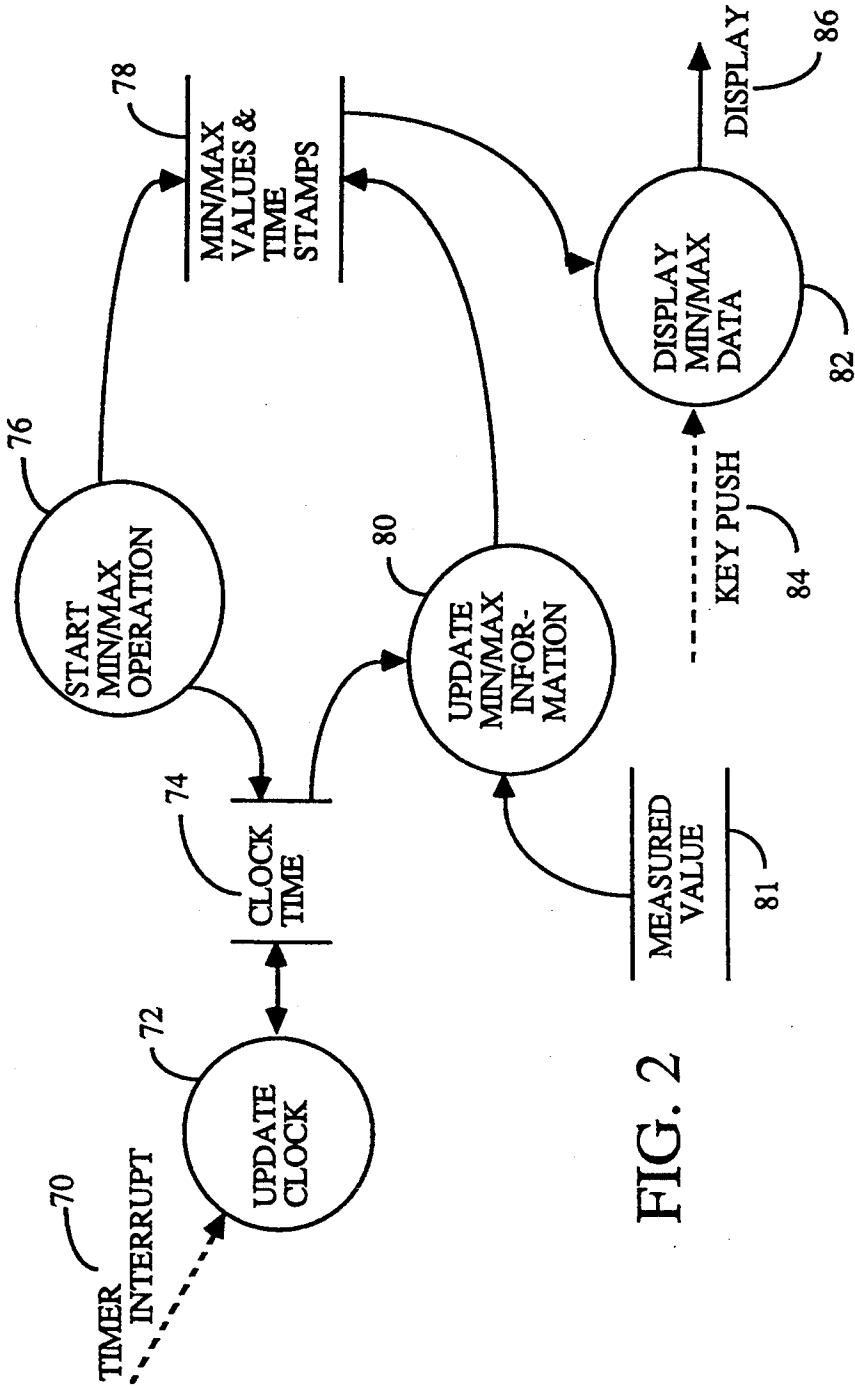 70
TIMER
INTERRUPT
72
UPDATE
CLOCK
74
CLOCK
TIME
76
START
MIN/MAX
OPERATION
78
MIN/MAX
VALUES &
TIME
STAMPS
80
UPDATE
MIN/MAX
INFOR-
MATION
MEASURED
VALUE
81
KEY PUSH
84
DISPLAY
MIN/MAX
DATA
82
DISPLAY
86
FIG. 2